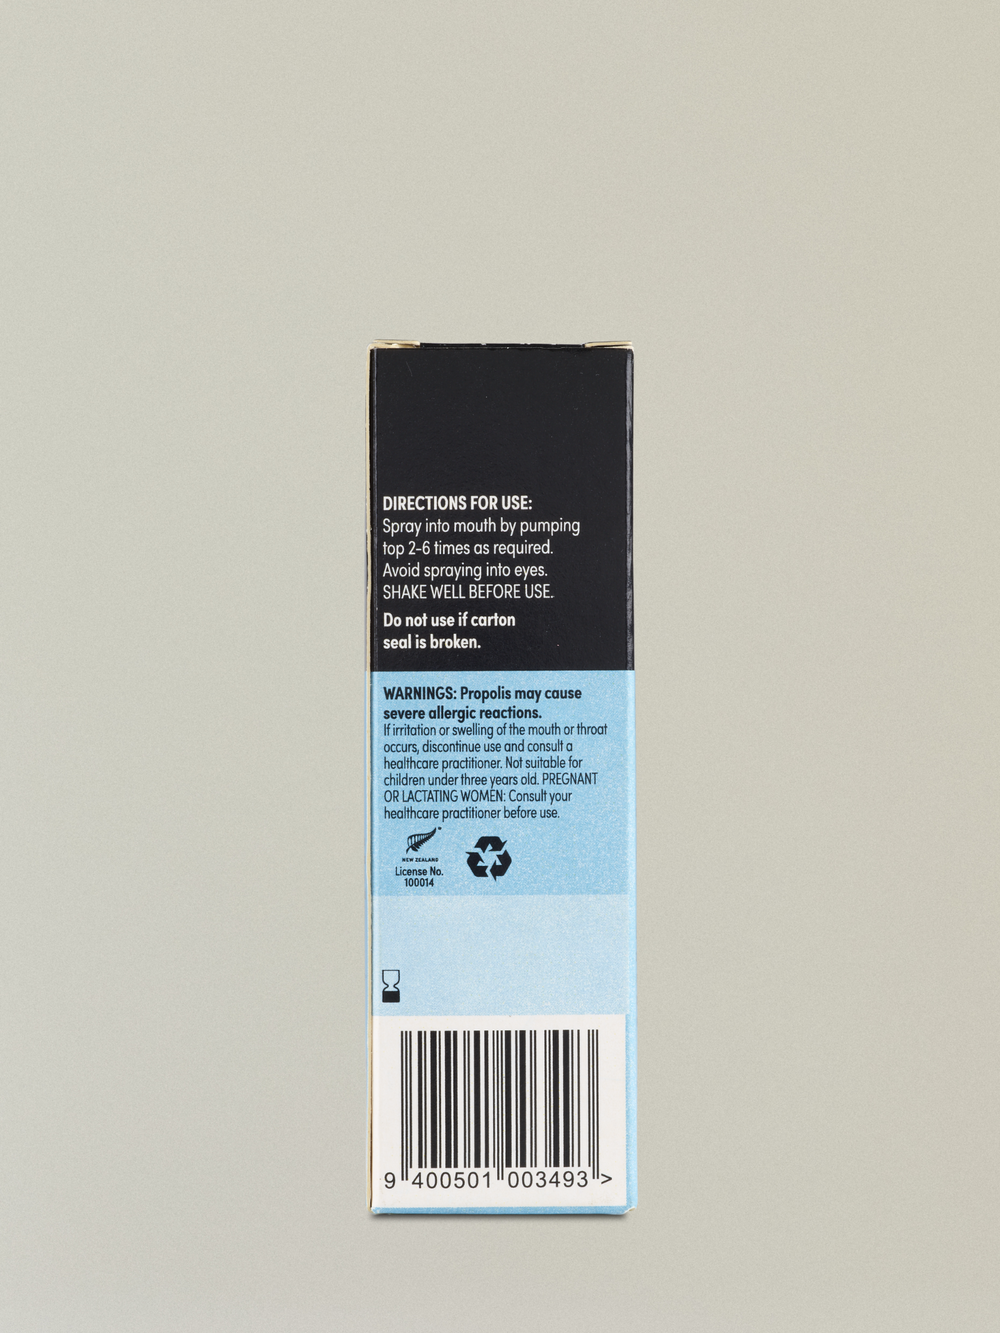 DIRECTIONS FOR USE:
Spray into mouth by pumping
top 2-6 times as required.
Avoid spraying into eyes.
SHAKE WELL BEFORE USE.
Do not use if carton
seal is broken.
WARNINGS: Propolis may cause
severe allergic reactions.
If irritation or swelling of the mouth or throat
occurs, discontinue use and consult a
healthcare practitioner. Not suitable for
children under three years old. PREGNANT
OR LACTATING WOMEN: Consult your
healthcare practitioner before use.
™
NEW ZEALAND
License No.
100014
9 400501 003493 >